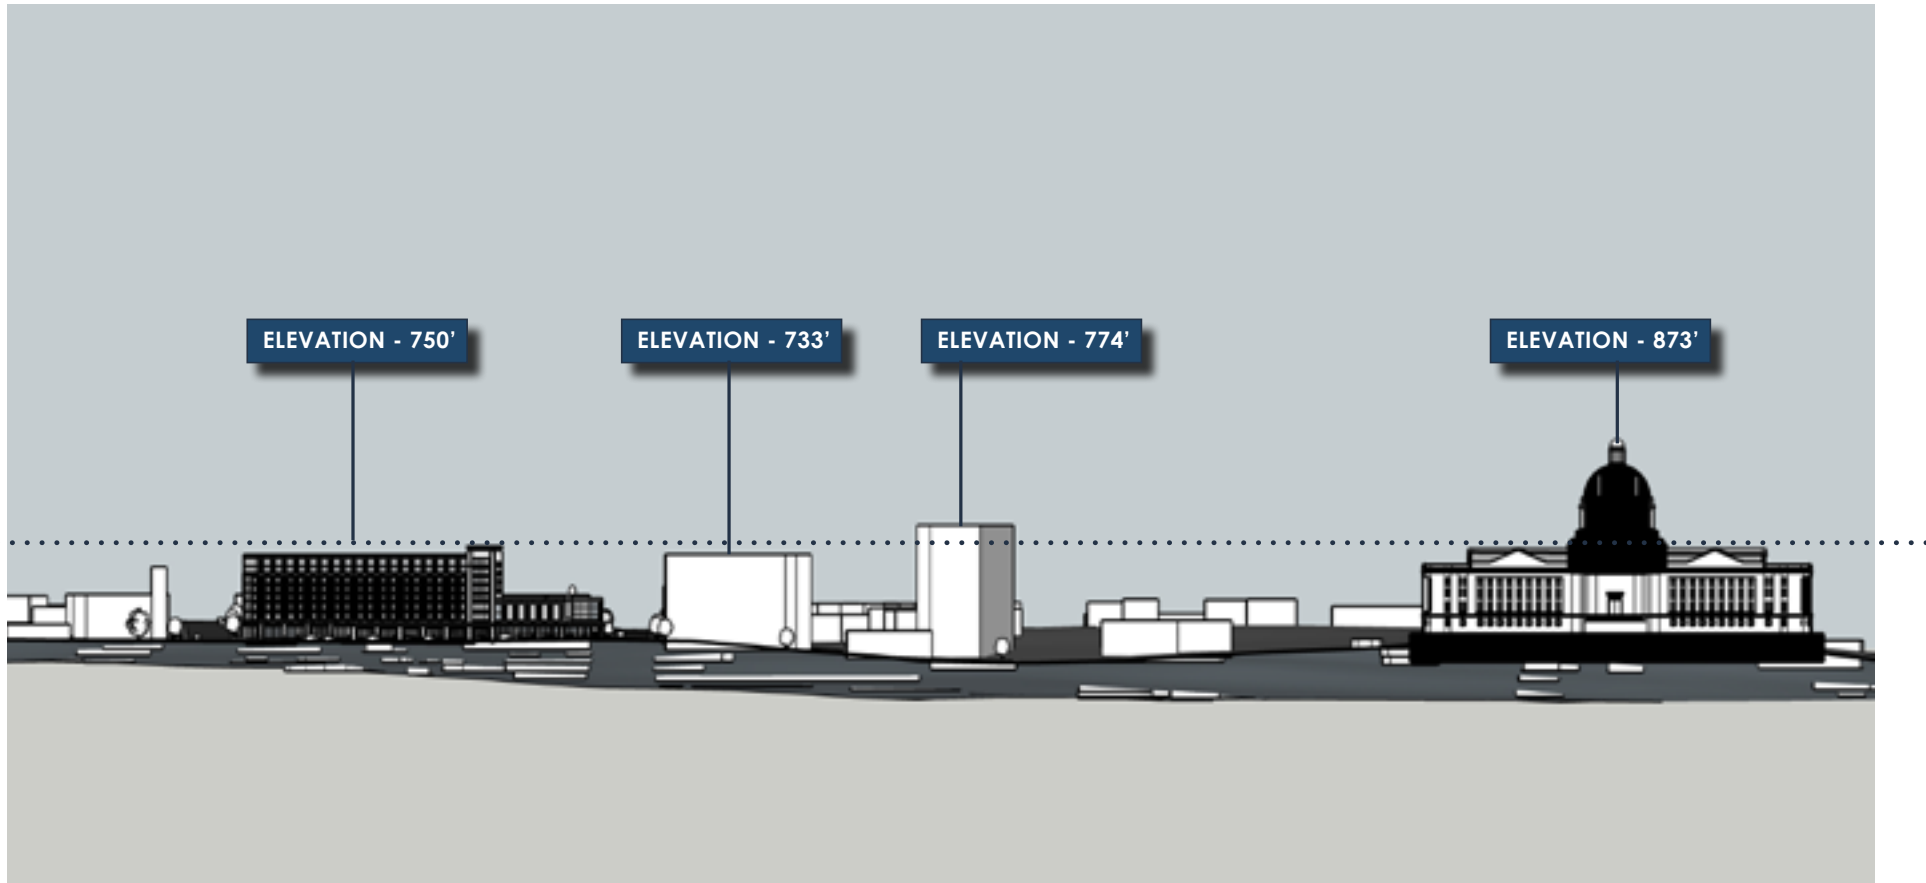 ELEVATION - 750’
ELEVATION - 733’
ELEVATION - 774’
ELEVATION - 873’